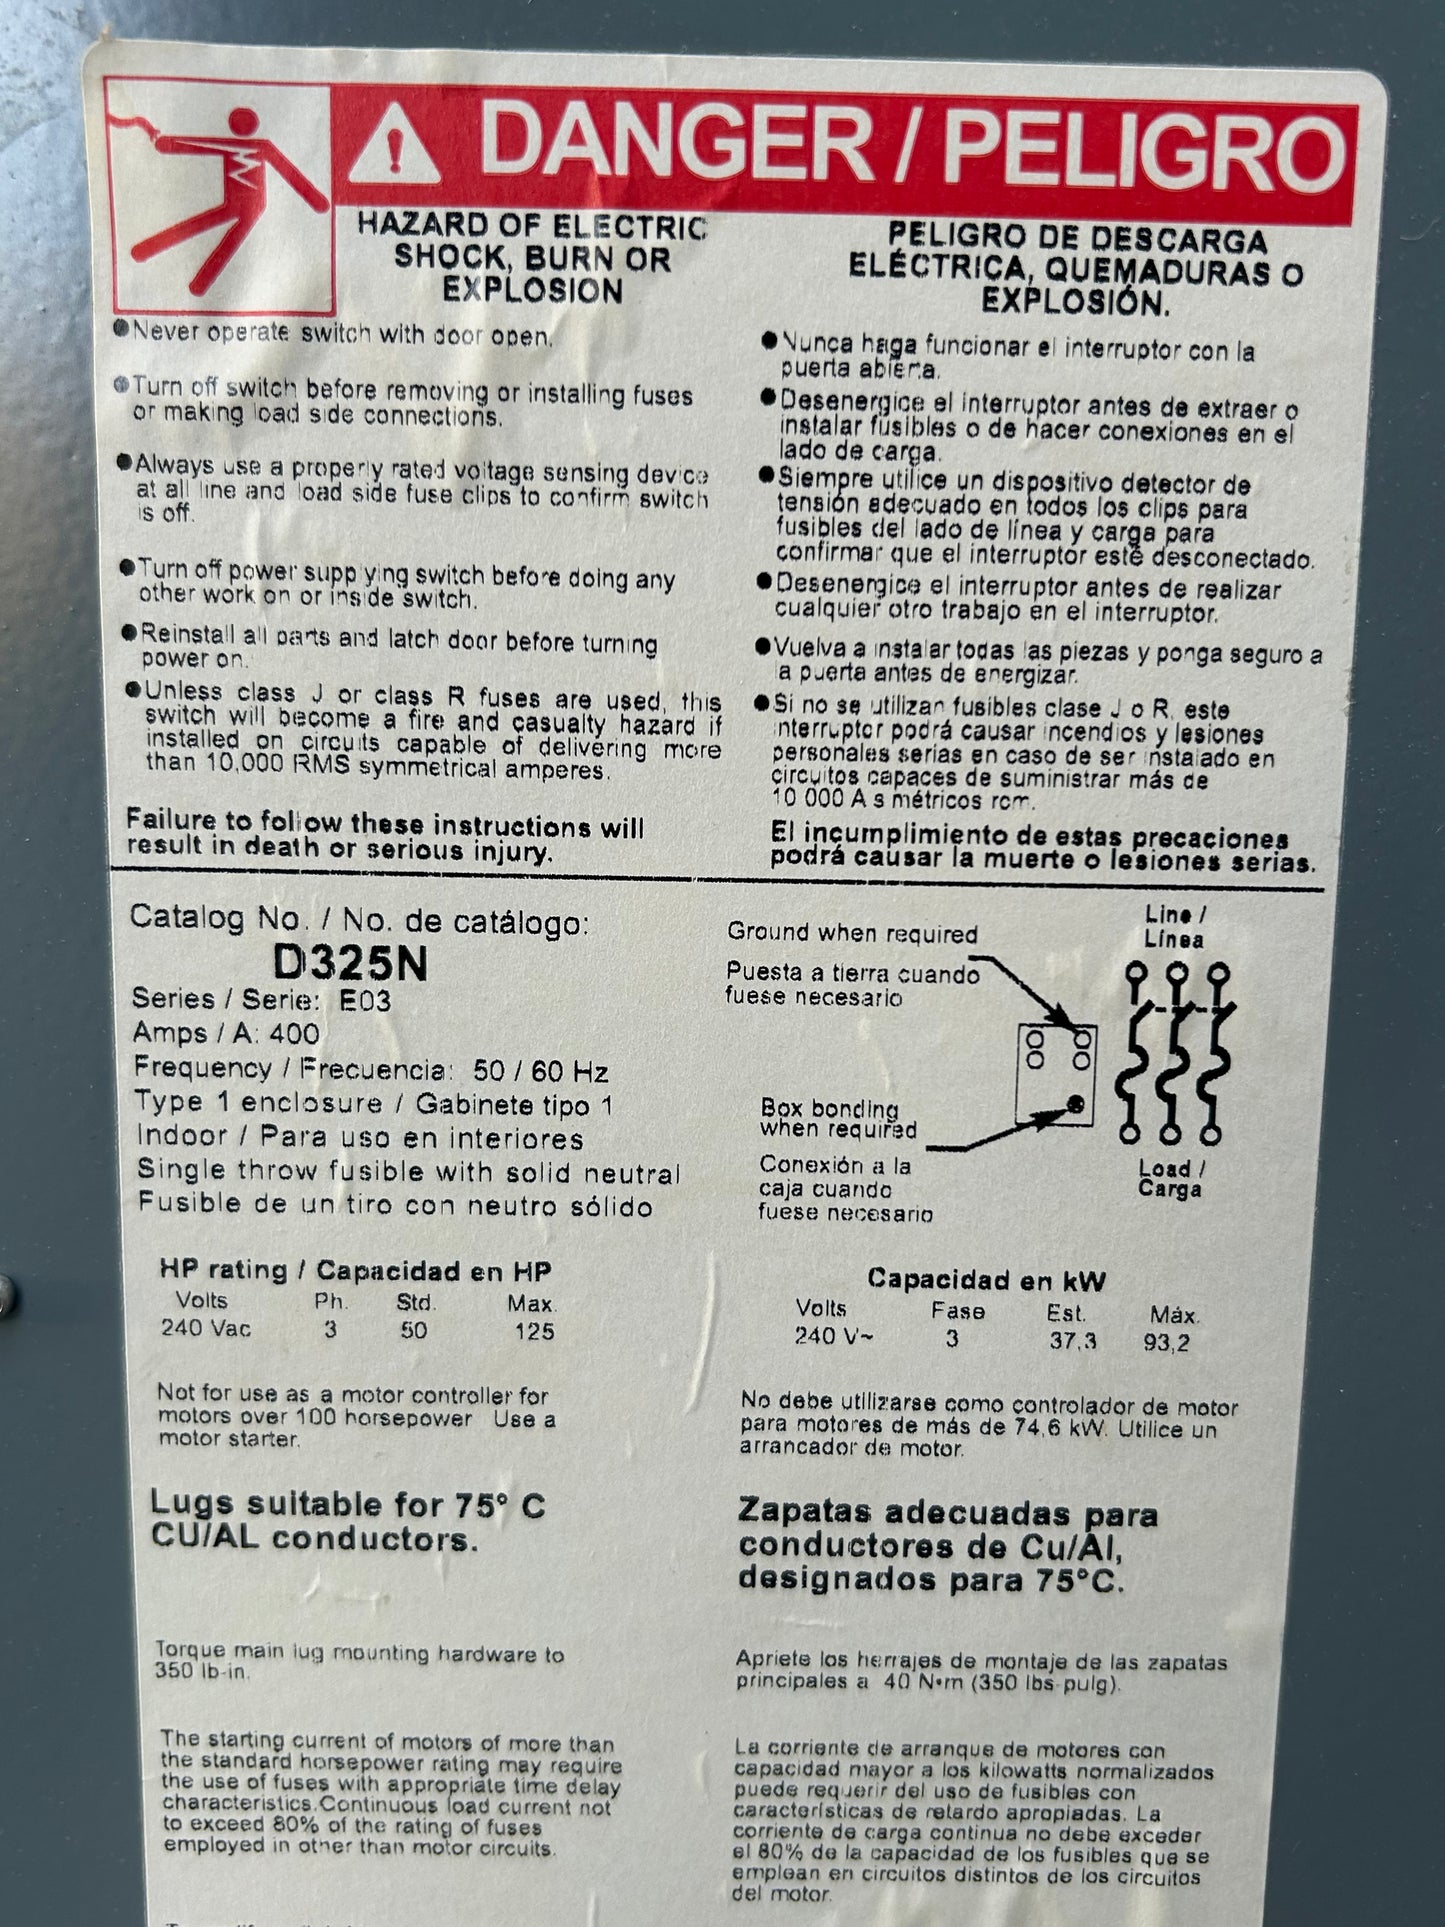 DANGER / PELIGRO
HAZARD OF ELECTRIC
SHOCK, BURN OR
EXPLOSION
●Never operate switch with door open.
●Turn off switch before removing or installing fuses
or making load side connections.
●Always use a properly rated voltage sensing device
at all line and load side fuse clips to confirm switch
is off.
●Turn off power supplying switch before doing any
other work on or inside switch.
●Reinstall all parts and latch door before turning
power on.
●Unless class J or class R fuses are used, this
switch will become a fire and casualty hazard if
installed on circuits capable of delivering more
than 10,000 RMS symmetrical amperes.
Failure to follow these instructions will
result in death or serious injury.
PELIGRO DE DESCARGA
ELÉCTRICA, QUEMADURAS O
EXPLOSIÓN.
●Nunca haga funcionar el interruptor con la
puerta abierta.
●Desenergice el interruptor antes de extraer o
instalar fusibles o de hacer conexiones en el
lado de carga.
●Siempre utilice un dispositivo detector de
tensión adecuado en todos los clips para
fusibles del lado de línea y carga para
confirmar que el interruptor esté desconectado.
●Desenergice el interruptor antes de realizar
cualquier otro trabajo en el interruptor.
●Vuelva a instalar todas las piezas y ponga seguro a
la puerta antes de energizar.
●Si no se utilizan fusibles clase J o R, este
interruptor podrá causar incendios y lesiones
personales serias en caso de ser instalado en
circuitos capaces de suministrar más de
10 000 A simétricos rcm.
El incumplimiento de estas precaciones
podrá causar la muerte o lesiones serias.
Catalog No. / No. de catálogo:
D325N
Series / Serie: E03
Amps / A: 400
Frequency / Frecuencia: 50 / 60 Hz
Type 1 enclosure / Gabinete tipo 1
Indoor / Para uso en interiores
Single throw fusible with solid neutral
Fusible de un tiro con neutro sólido
Ground when required
Puesta a tierra cuando
fuese necesario
Line /
Línea
Box bonding
when required
Conexión a la
caja cuando
fuese necesario
Load /
Carga
HP rating / Capacidad en HP
Volts Ph. Std. Max.
240 Vac 3 50 125
Capacidad en kW
Volts Fase Est. Máx.
240 V~ 3 37,3 93,2
Not for use as a motor controller for
motors over 100 horsepower Use a
motor starter.
No debe utilizarse como controlador de motor
para motores de más de 74,6 kW. Utilice un
arrancador de motor.
Lugs suitable for 75° C
CU/AL conductors.
Zapatas adecuadas para
conductores de Cu/Al,
designados para 75°C.
Torque main lug mounting hardware to
350 lb-in.
Apriete los herrajes de montaje de las zapatas
principales a 40 N•m (350 lbs-pulg).
The starting current of motors of more than
the standard horsepower rating may require
the use of fuses with appropriate time delay
characteristics.Continuous load current not
to exceed 80% of the rating of fuses
employed in other than motor circuits.
La corriente de arranque de motores con
capacidad mayor a los kilowatts normalizados
puede requerir del uso de fusibles con
características de retardo apropiadas. La
corriente de carga continua no debe exceder
el 80% de la capacidad de los fusibles que se
emplean en circuitos distintos de los circuitos
del motor.